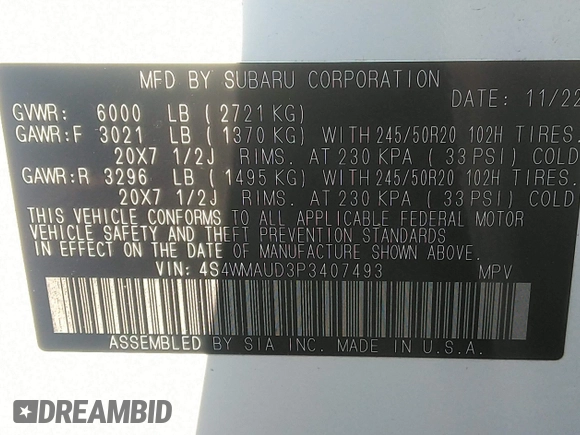 MFD BY SUBARU CORPORATION
DATE: 11/22
GVWR: 6000 LB ( 2721 KG)
GAWR:F 3021 LB ( 1370 KG) WITH 245/50R20 102H TIRES.
20X7 1/2J RIMS. AT 230 KPA ( 33 PSI) COLD
GAWR:R 3296 LB ( 1495 KG) WITH 245/50R20 102H TIRES.
20X7 1/2J RIMS. AT 230 KPA ( 33 PSI) COLD
THIS VEHICLE CONFORMS TO ALL APPLICABLE FEDERAL MOTOR
VEHICLE SAFETY AND THEFT PREVENTION STANDARDS
IN EFFECT ON THE DATE OF MANUFACTURE SHOWN ABOVE.
VIN: 4S4WMAUD3P3407493 MPV
ASSEMBLED BY SIA INC. MADE IN U.S.A.
DREAMBID